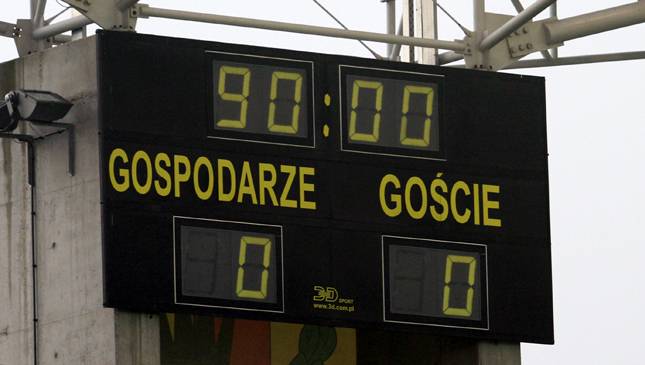 90:00
GOSPODARZE GOŚCIE
0 0
3D SPORT
www.3d.com.pl